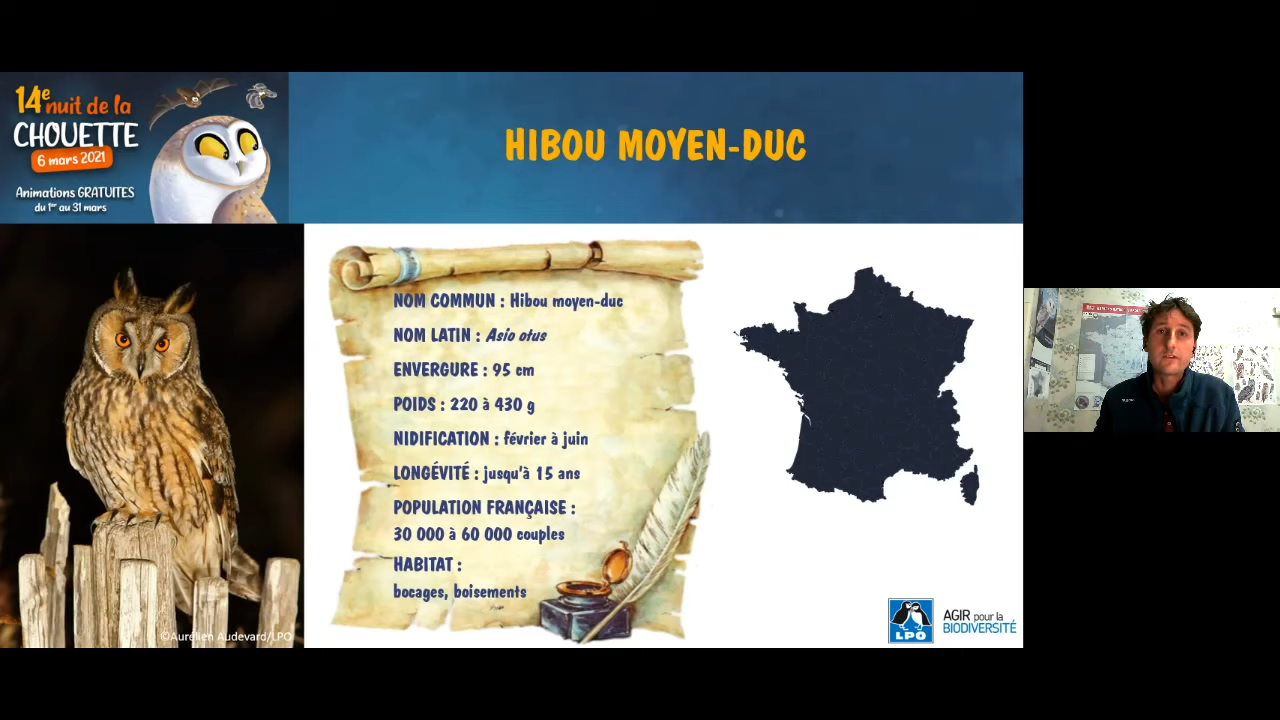 14e nuit de la
CHOUETTE
6 mars 2021
Animations GRATUITES
du 1er au 31 mars
HIBOU MOYEN-DUC
NOM COMMUN : Hibou moyen-duc
NOM LATIN : Asio otus
ENVERGURE : 95 cm
POIDS : 220 à 430 g
NIDIFICATION : février à juin
LONGÉVITÉ : jusqu'à 15 ans
POPULATION FRANÇAISE :
30 000 à 60 000 couples
HABITAT :
bocages, boisements
©Aurélien Audevard/LPO
LPO
AGIR pour la
BIODIVERSITÉ